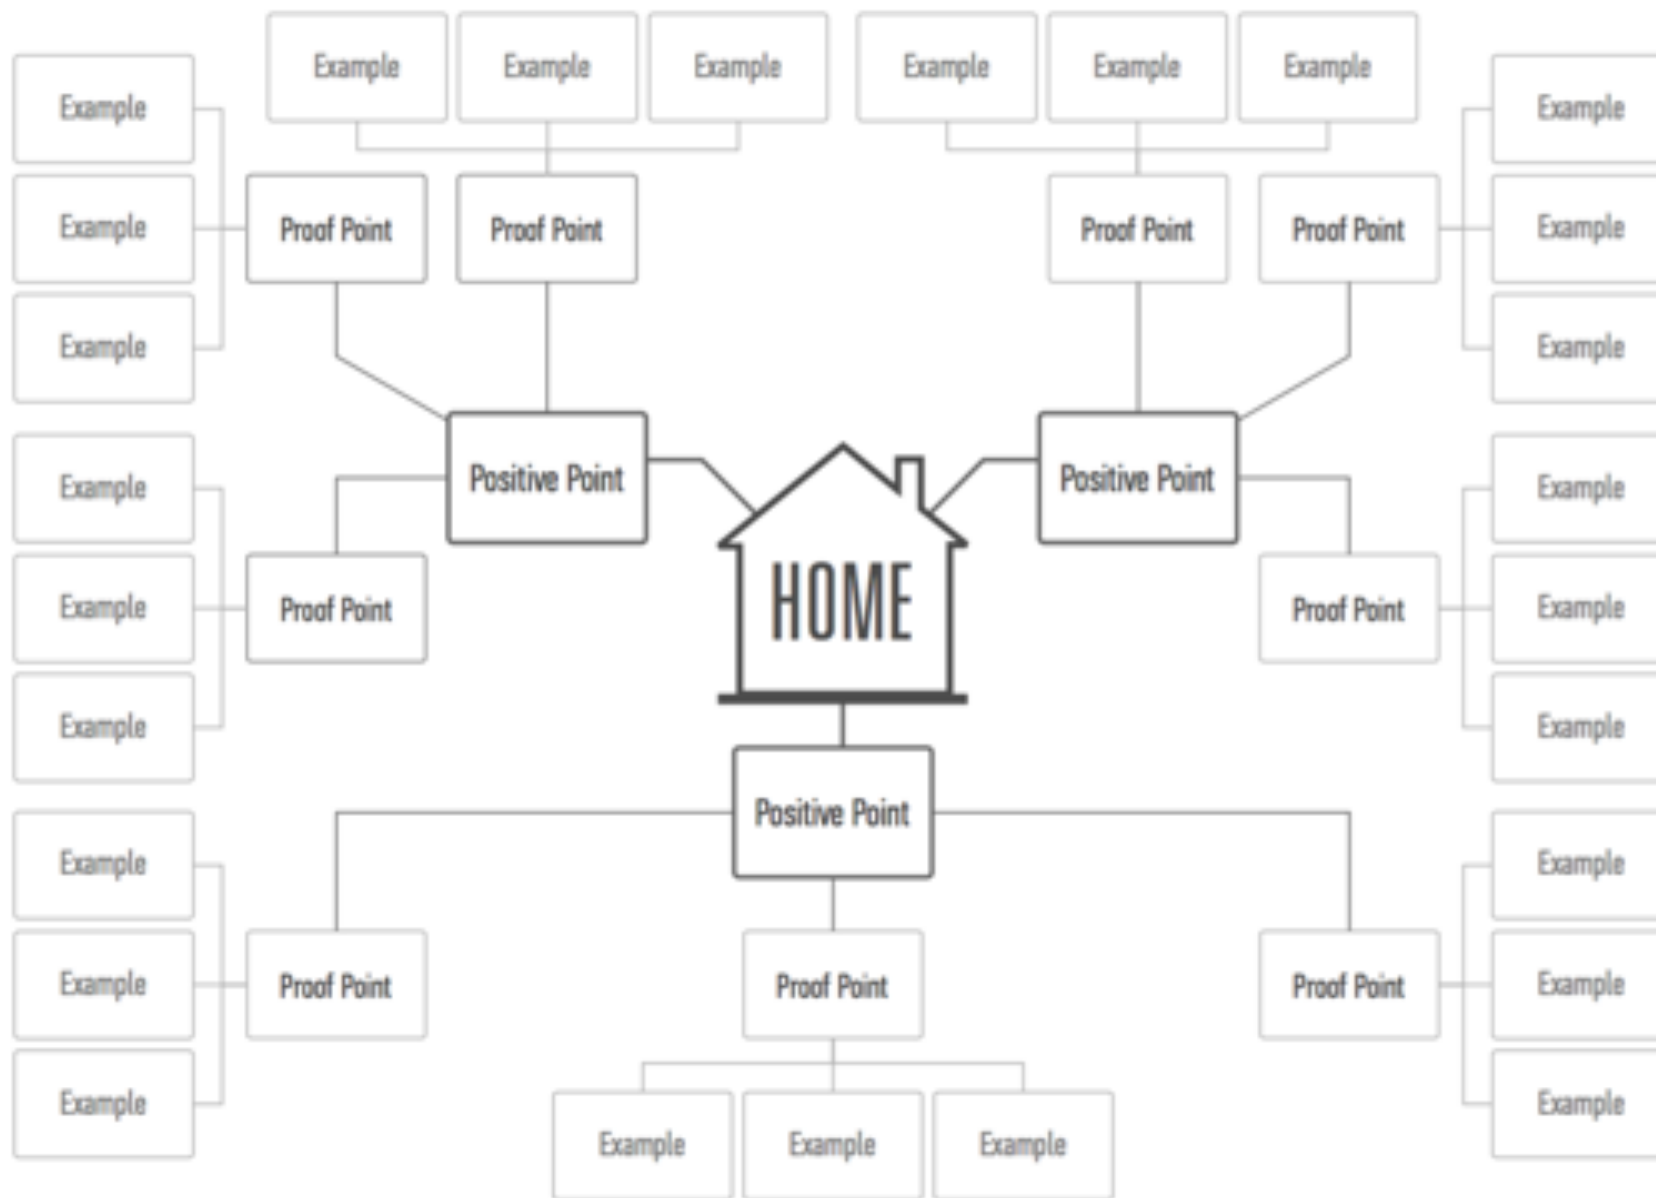 Example Example Example Example Example Example
Example Example
Example Proof Point Proof Point Proof Point Proof Point Example
Example Example
Positive Point Positive Point
Example Example
HOME
Example Proof Point Proof Point Example
Example Example
Positive Point
Example Example
Example Proof Point Proof Point Proof Point Example
Example Example
Example Example Example